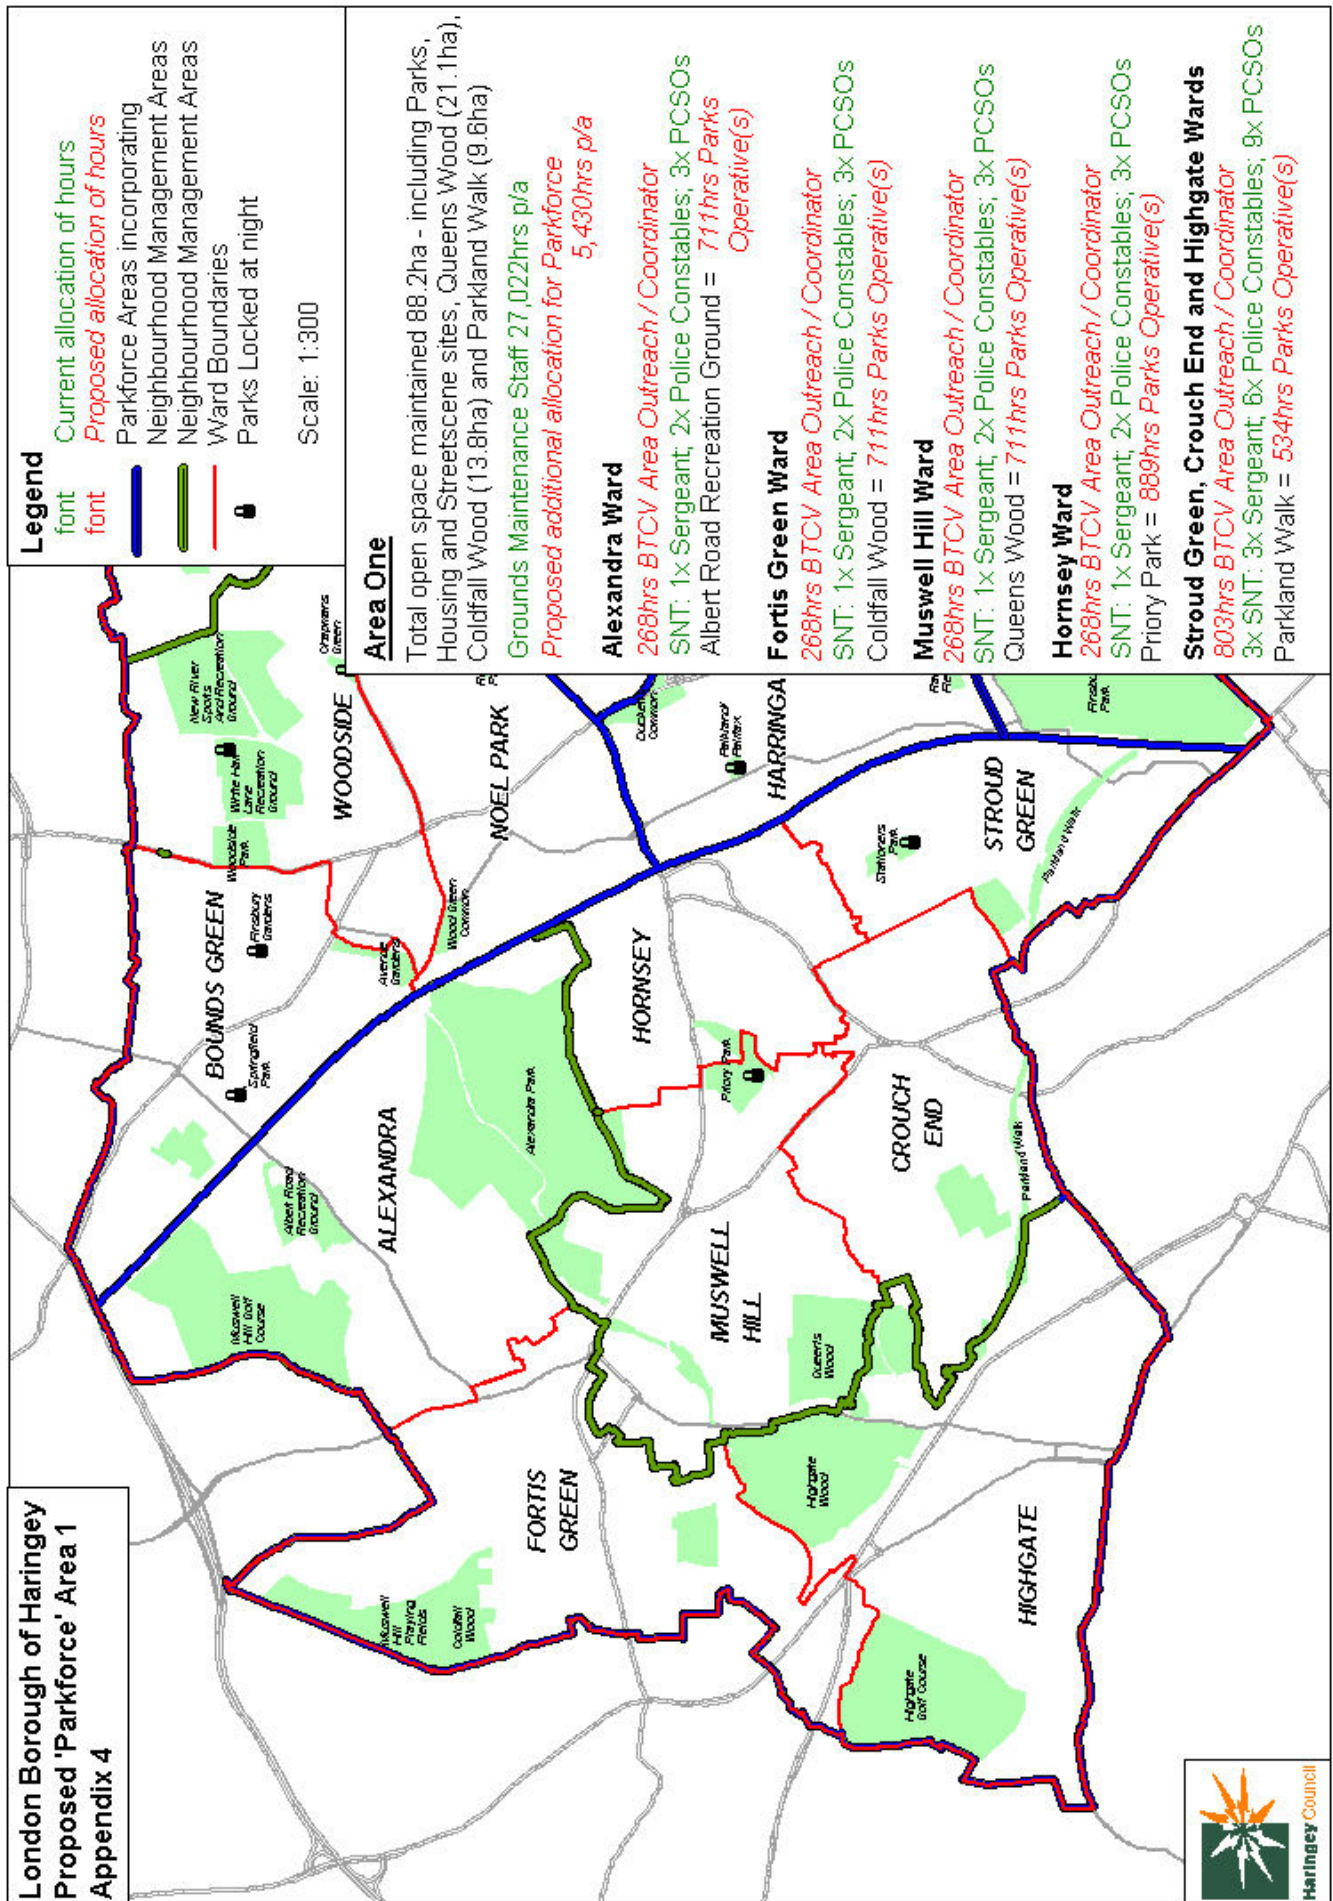 London Borough of Haringey
Proposed 'Parkforce' Area 1
Appendix 4
Legend
font Current allocation of hours
font Proposed allocation of hours
Parkforce Areas incorporating
Neighbourhood Management Areas
Neighbourhood Management Areas
Ward Boundaries
Parks Locked at night
Scale: 1:300
Area One
Total open space maintained 88.2ha - including Parks,
Housing and Streetscene sites, Queens Wood (21.1ha),
Coldfall Wood (13.8ha) and Parkland Walk (9.6ha)
Grounds Maintenance Staff 27,022hrs p/a
Proposed additional allocation for Parkforce
5,430hrs p/a
Alexandra Ward
268hrs BTCV Area Outreach / Coordinator
SNT: 1x Sergeant, 2x Police Constables; 3x PCSOs
Albert Road Recreation Ground = 711hrs Parks
Operative(s)
Fortis Green Ward
268hrs BTCV Area Outreach / Coordinator
SNT: 1x Sergeant, 2x Police Constables; 3x PCSOs
Coldfall Wood = 711hrs Parks Operative(s)
Muswell Hill Ward
268hrs BTCV Area Outreach / Coordinator
SNT: 1x Sergeant, 2x Police Constables; 3x PCSOs
Queens Wood = 711hrs Parks Operative(s)
Hornsey Ward
268hrs BTCV Area Outreach / Coordinator
SNT: 1x Sergeant, 2x Police Constables; 3x PCSOs
Priory Park = 889hrs Parks Operative(s)
Stroud Green, Crouch End and Highgate Wards
803hrs BTCV Area Outreach / Coordinator
3x SNT: 3x Sergeant; 6x Police Constables; 9x PCSOs
Parkland Walk = 534hrs Parks Operative(s)
BOUNDS GREEN
WOODSIDE
NOEL PARK
HARRINGA
ALEXANDRA
HORNSEY
STROUD
GREEN
FORTIS
GREEN
MUSWELL
HILL
CROUCH
END
HIGHGATE
New River
Sports
And Recreation
Ground
White Hart
Lane
Recreation
Ground
Woodside
Park
Chapmans
Green
Finsbury
Gardens
Springfield
Park
Avenue
Gardens
Wood Green
Common
Ducketts
Common
Falkland/
Fairfax
Finsbu
Park
Stationers
Park
Parkland Walk
Albert Road
Recreation
Ground
Alexandra Park
Priory Park
Muswell
Hill Golf
Course
Queens
Wood
Parkland Walk
Muswell
Hill
Playing
Fields
Coldfall
Wood
Highgate
Wood
Highgate
Golf Course
Haringey Council